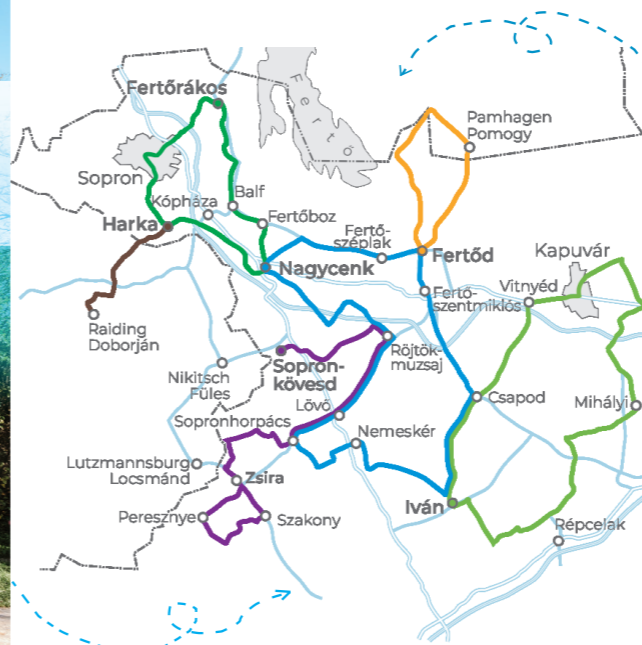 Fertő
Fertőrákos
Pamhagen
Pomogy
Sopron
Balf
Kópháza
Fertőboz
Harka
Fertő-
széplak
Fertőd
Kapuvár
Nagycenk
Vitnyéd
Fertő-
szentmiklós
Raiding
Doborján
Röjtök-
muzsaj
Sopron-
kövesd
Nikitsch
Füles
Csapod
Mihályi
Lövő
Sopronhorpács
Nemeskér
Lutzmannsburg
Locsmánd
Zsira
Iván
Peresznye
Szakony
Répcelak